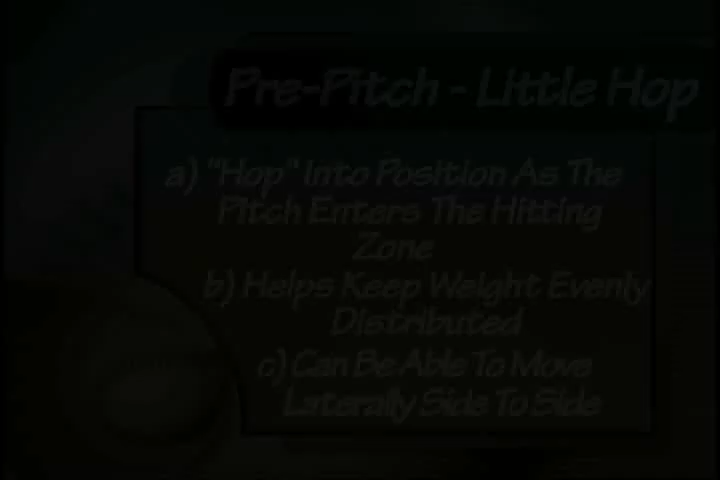 Pre-Pitch - Little Hop
a) "Hop" Into Position As The
Pitch Enters The Hitting
Zone
b) Helps Keep Weight Evenly
Distributed
c) Can Be Able To Move
Laterally Side To Side